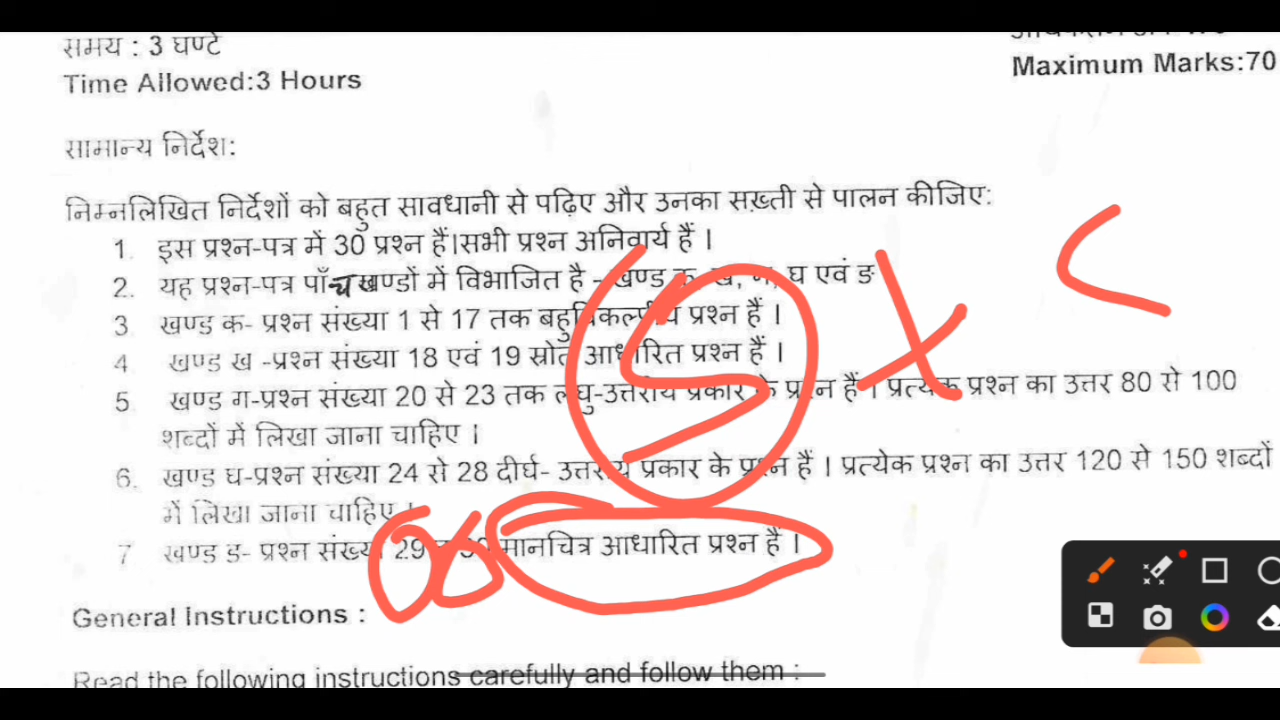 समय : 3 घण्टे
Time Allowed:3 Hours
Maximum Marks:70
सामान्य निर्देश:
निम्नलिखित निर्देशों को बहुत सावधानी से पढ़िए और उनका सख़्ती से पालन कीजिए:
1. इस प्रश्न-पत्र में 30 प्रश्न हैं।सभी प्रश्न अनिवार्य हैं ।
2. यह प्रश्न-पत्र पाँच खण्डों में विभाजित है - खण्ड क, ख, ग, घ एवं ङ
3 खण्ड क- प्रश्न संख्या 1 से 17 तक बहुविकल्पीय प्रश्न हैं ।
4 खण्ड ख -प्रश्न संख्या 18 एवं 19 स्रोत आधारित प्रश्न हैं ।
5 खण्ड ग-प्रश्न संख्या 20 से 23 तक लघु-उत्तरीय प्रकार के प्रश्न हैं । प्रत्येक प्रश्न का उत्तर 80 से 100
शब्दों में लिखा जाना चाहिए ।
6. खण्ड घ-प्रश्न संख्या 24 से 28 दीर्घ- उत्तरीय प्रकार के प्रश्न हैं । प्रत्येक प्रश्न का उत्तर 120 से 150 शब्दों
में लिखा जाना चाहिए ।
7 खण्ड ङ- प्रश्न संख्या 29 30 मानचित्र आधारित प्रश्न हैं ।
5 x
General Instructions :
Read the following instructions carefully and follow them :